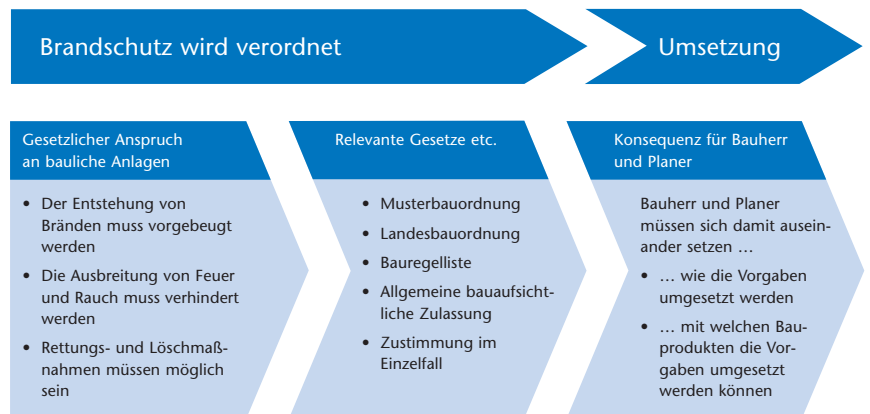 Brandschutz wird verordnet
Umsetzung
Gesetzlicher Anspruch
an bauliche Anlagen
• Der Entstehung von
Bränden muss vorgebeugt
werden
• Die Ausbreitung von Feuer
und Rauch muss verhindert
werden
• Rettungs- und Löschmaß-
nahmen müssen möglich
sein
Relevante Gesetze etc.
• Musterbauordnung
• Landesbauordnung
• Bauregelliste
• Allgemeine bauaufsicht-
liche Zulassung
• Zustimmung im
Einzelfall
Konsequenz für Bauherr
und Planer
Bauherr und Planer
müssen sich damit ausein-
ander setzen …
• … wie die Vorgaben
umgesetzt werden
• … mit welchen Bau-
produkten die Vor-
gaben umgesetzt
werden können